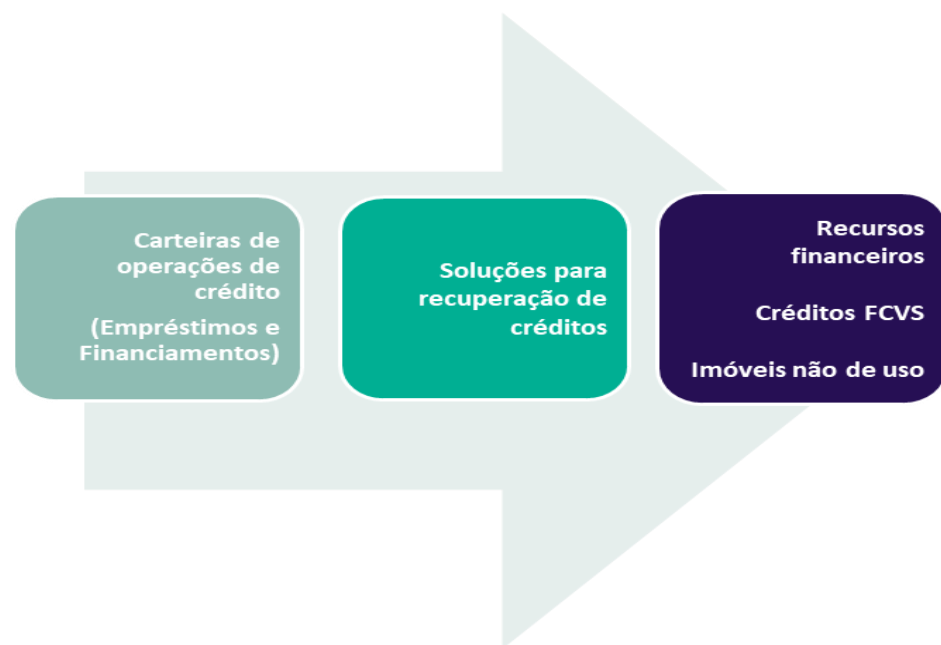 Carteiras de
operações de
crédito
(Empréstimos e
Financiamentos)
Soluções para
recuperação de
créditos
Recursos
financeiros
Créditos FCVS
Imóveis não de uso